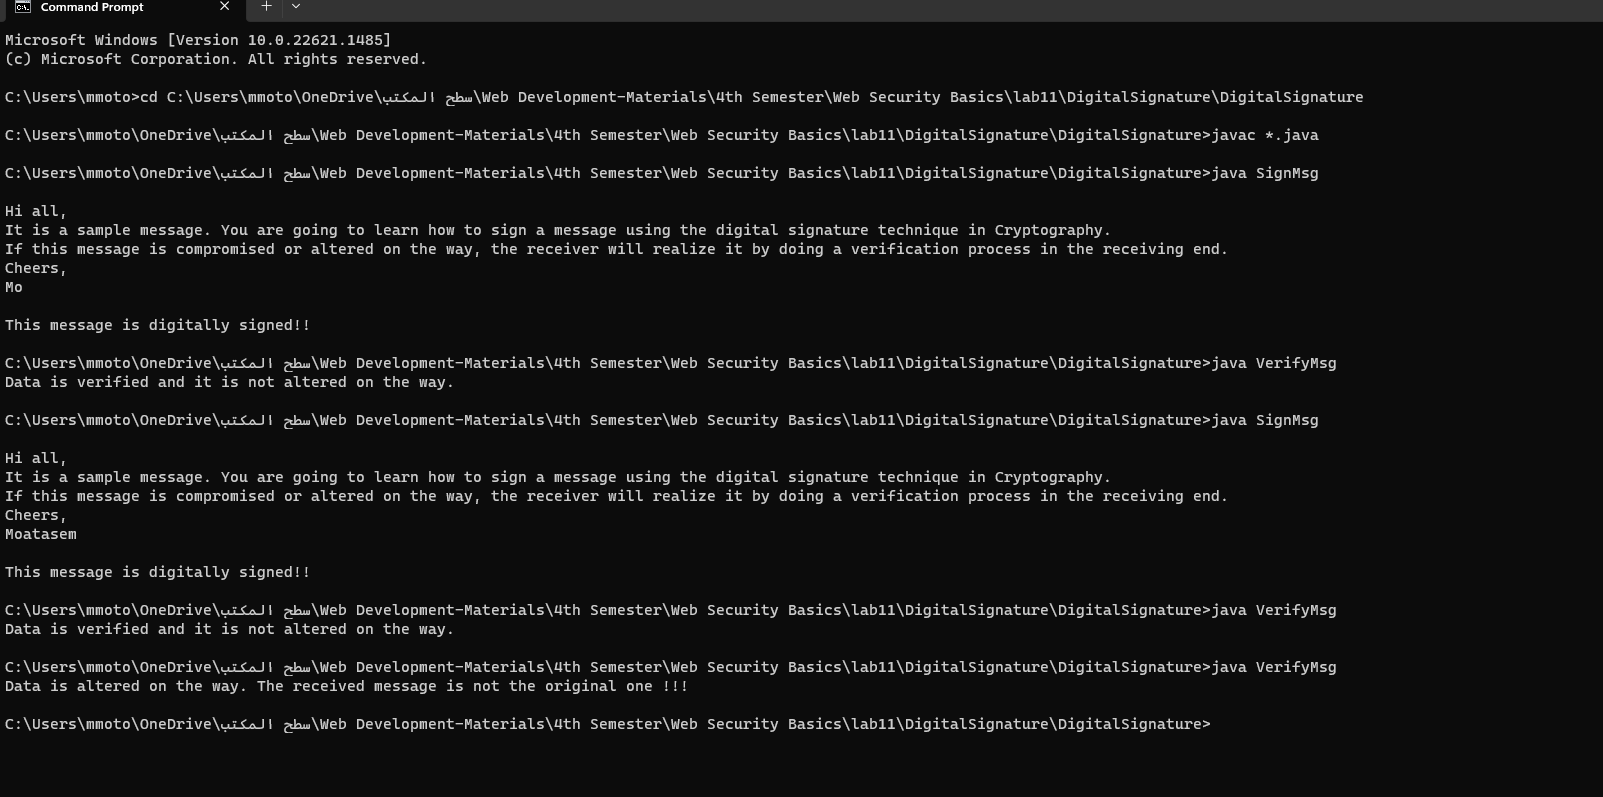 Command Prompt
Microsoft Windows [Version 10.0.22621.1485]
(c) Microsoft Corporation. All rights reserved.
C:\Users\mmoto>cd C:\Users\mmoto\OneDrive\سطح المكتب\Web Development-Materials\4th Semester\Web Security Basics\lab11\DigitalSignature\DigitalSignature
C:\Users\mmoto\OneDrive\سطح المكتب\Web Development-Materials\4th Semester\Web Security Basics\lab11\DigitalSignature\DigitalSignature>javac *.java
C:\Users\mmoto\OneDrive\سطح المكتب\Web Development-Materials\4th Semester\Web Security Basics\lab11\DigitalSignature\DigitalSignature>java SignMsg
Hi all,
It is a sample message. You are going to learn how to sign a message using the digital signature technique in Cryptography.
If this message is compromised or altered on the way, the receiver will realize it by doing a verification process in the receiving end.
Cheers,
Mo
This message is digitally signed!!
C:\Users\mmoto\OneDrive\سطح المكتب\Web Development-Materials\4th Semester\Web Security Basics\lab11\DigitalSignature\DigitalSignature>java VerifyMsg
Data is verified and it is not altered on the way.
C:\Users\mmoto\OneDrive\سطح المكتب\Web Development-Materials\4th Semester\Web Security Basics\lab11\DigitalSignature\DigitalSignature>java SignMsg
Hi all,
It is a sample message. You are going to learn how to sign a message using the digital signature technique in Cryptography.
If this message is compromised or altered on the way, the receiver will realize it by doing a verification process in the receiving end.
Cheers,
Moatasem
This message is digitally signed!!
C:\Users\mmoto\OneDrive\سطح المكتب\Web Development-Materials\4th Semester\Web Security Basics\lab11\DigitalSignature\DigitalSignature>java VerifyMsg
Data is verified and it is not altered on the way.
C:\Users\mmoto\OneDrive\سطح المكتب\Web Development-Materials\4th Semester\Web Security Basics\lab11\DigitalSignature\DigitalSignature>java VerifyMsg
Data is altered on the way. The received message is not the original one !!!
C:\Users\mmoto\OneDrive\سطح المكتب\Web Development-Materials\4th Semester\Web Security Basics\lab11\DigitalSignature\DigitalSignature>